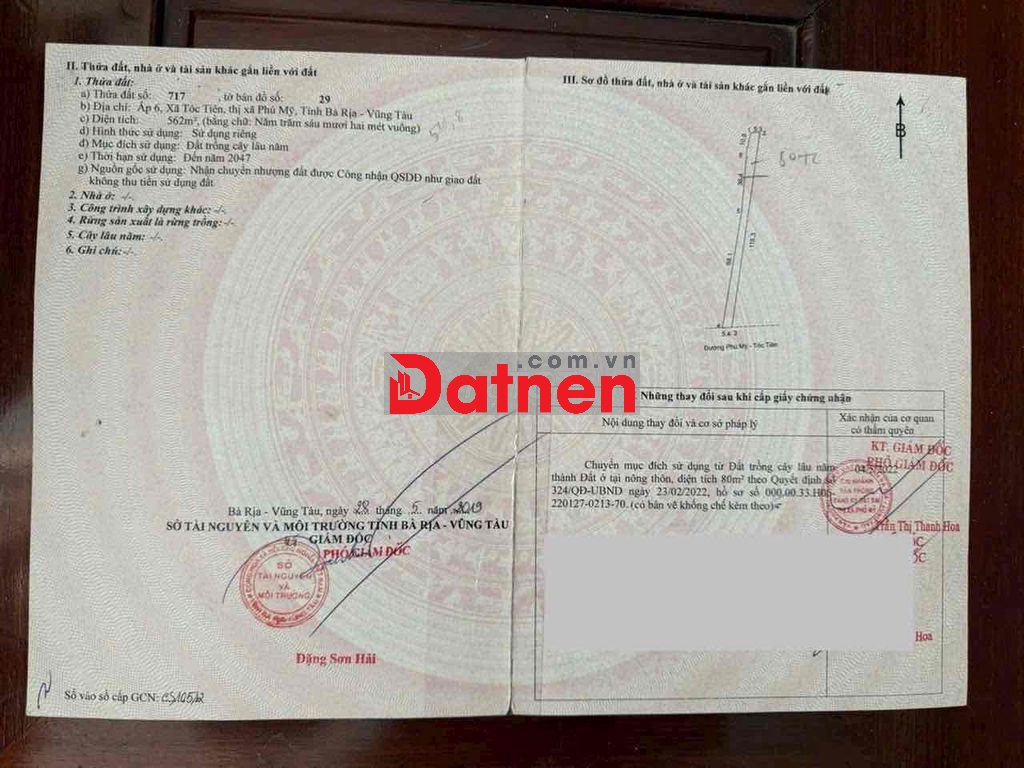 II. Thửa đất, nhà ở và tài sản khác gắn liền với đất
1. Thửa đất:
a) Thửa đất số: 717 , tờ bản đồ số: 29
b) Địa chỉ: Ấp 6, Xã Tóc Tiên, thị xã Phú Mỹ, Tỉnh Bà Rịa - Vũng Tàu
c) Diện tích: 562m², (bằng chữ: Năm trăm sáu mươi hai mét vuông)
d) Hình thức sử dụng: Sử dụng riêng
đ) Mục đích sử dụng: Đất trồng cây lâu năm
e) Thời hạn sử dụng: Đến năm 2047
g) Nguồn gốc sử dụng: Nhận chuyển nhượng đất được Công nhận QSDĐ như giao đất
không thu tiền sử dụng đất
2. Nhà ở: -/-.
3. Công trình xây dựng khác: -/-.
4. Rừng sản xuất là rừng trồng: -/-.
5. Cây lâu năm: -/-.
6. Ghi chú: -/-.
Bà Rịa - Vũng Tàu, ngày 28 tháng 5 năm 2019
SỞ TÀI NGUYÊN VÀ MÔI TRƯỜNG TỈNH BÀ RỊA - VŨNG TÀU
GIÁM ĐỐC
PHÓ GIÁM ĐỐC
SỞ
TÀI NGUYÊN
VÀ
MÔI TRƯỜNG
Đặng Sơn Hải
Số vào sổ cấp GCN:
III. Sơ đồ thửa đất, nhà ở và tài sản khác gắn liền với đất
B
118.3
Đường Phú Mỹ - Tóc Tiên
Datnen
.com.vn
Những thay đổi sau khi cấp giấy chứng nhận
Nội dung thay đổi và cơ sở pháp lý
Xác nhận của cơ quan
có thẩm quyền
KT. GIÁM ĐỐC
PHÓ GIÁM ĐỐC
Chuyển mục đích sử dụng từ Đất trồng cây lâu năm
thành Đất ở tại nông thôn, diện tích 80m² theo Quyết định số
324/QĐ-UBND ngày 23/02/2022, hồ sơ số 000.00.33.H06-
220127-0213-70. (có bản vẽ khống chế kèm theo)
Trần Thị Thanh Hoa
Hoa